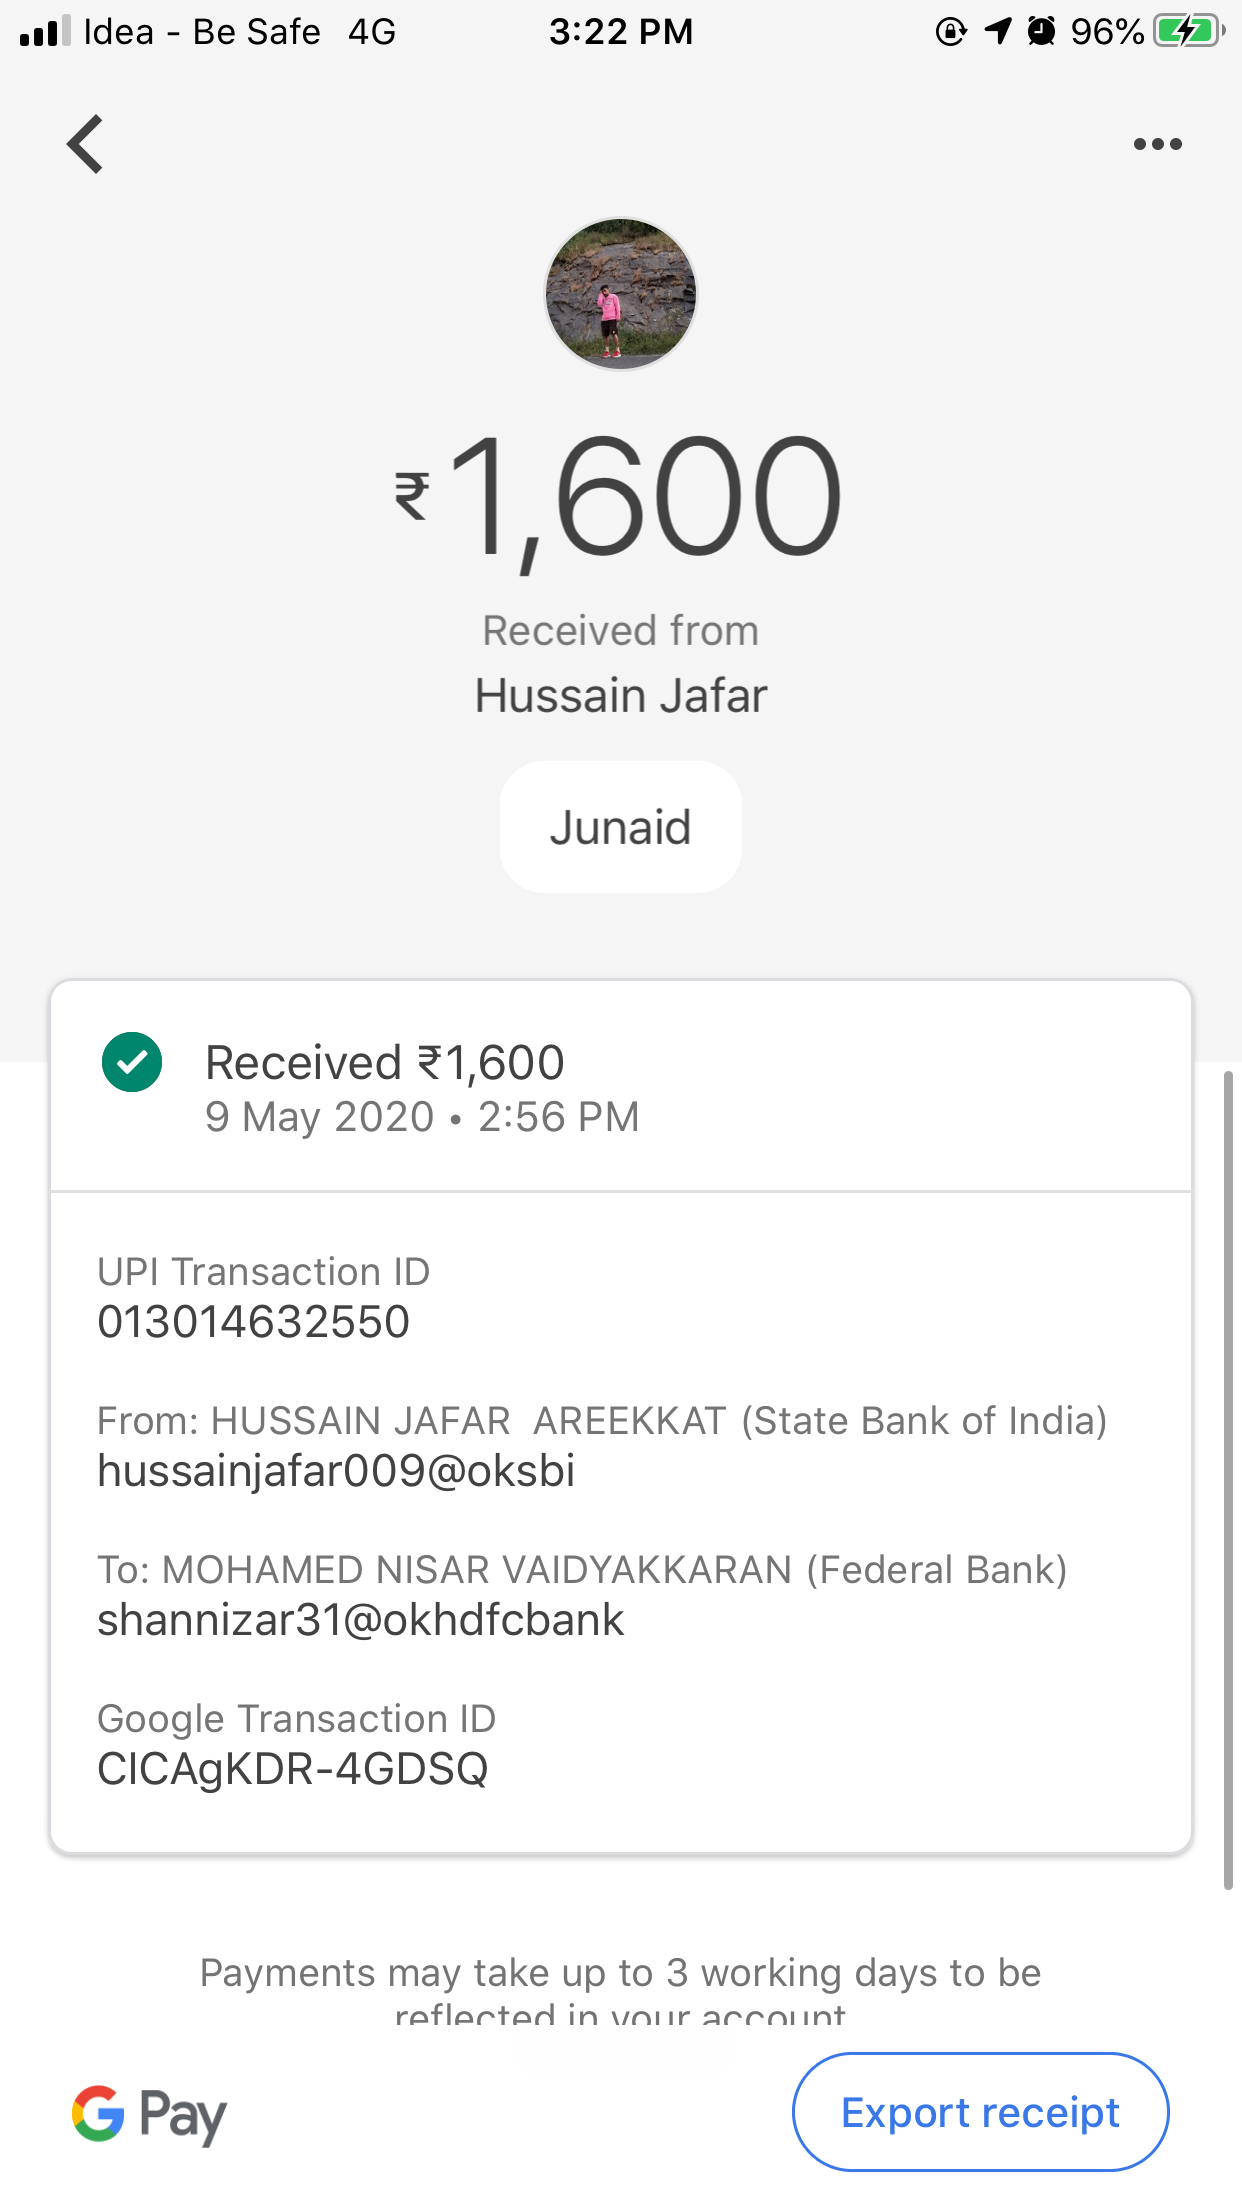 Idea - Be Safe 4G 3:22 PM 96%
₹1,600
Received from
Hussain Jafar
Junaid
Received ₹1,600
9 May 2020 • 2:56 PM
UPI Transaction ID
013014632550
From: HUSSAIN JAFAR  AREEKKAT (State Bank of India)
hussainjafar009@oksbi
To: MOHAMED NISAR VAIDYAKKARAN (Federal Bank)
shannizar31@okhdfcbank
Google Transaction ID
CICAgKDR-4GDSQ
Payments may take up to 3 working days to be
reflected in your account
G Pay
Export receipt